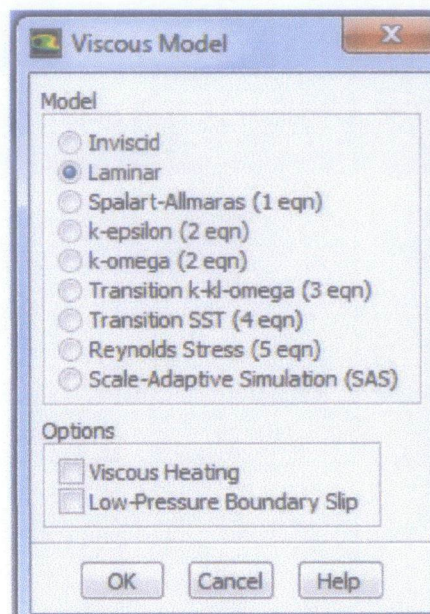 Viscous Model
Model
Inviscid
Laminar
Spalart-Allmaras (1 eqn)
k-epsilon (2 eqn)
k-omega (2 eqn)
Transition k-kl-omega (3 eqn)
Transition SST (4 eqn)
Reynolds Stress (5 eqn)
Scale-Adaptive Simulation (SAS)
Options
Viscous Heating
Low-Pressure Boundary Slip
OK Cancel Help